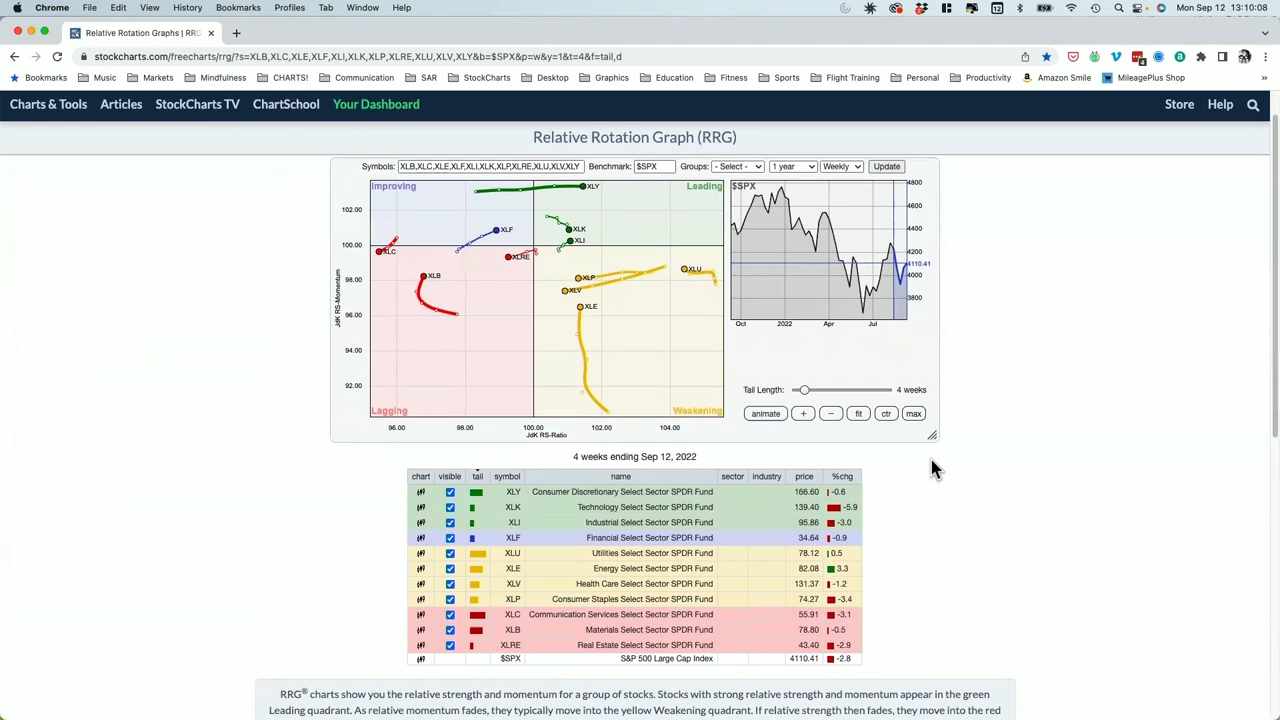 Chrome File Edit View History Bookmarks Profiles Tab Window Help Mon Sep 12 13:10:08
Relative Rotation Graphs | RRG
stockcharts.com/freecharts/rrg/?s=XLB,XLC,XLE,XLF,XLI,XLK,XLP,XLRE,XLU,XLV,XLY&b=$SPX&p=w&y=1&t=4&f=tail,d
Bookmarks Music Markets Mindfulness CHARTS! Communication SAR StockCharts Desktop Graphics Education Fitness Sports Flight Training Personal Productivity Amazon Smile MileagePlus Shop
Charts & Tools Articles StockCharts TV ChartSchool Your Dashboard Store Help
Relative Rotation Graph (RRG)
Symbols: XLB,XLC,XLE,XLF,XLI,XLK,XLP,XLRE,XLU,XLV,XLY Benchmark: $SPX Groups: - Select - 1 year Weekly Update
Improving Leading
XLY
102.00
XLF XLK
XLI
100.00
XLC XLRE
XLB XLP XLU
98.00
XLV
XLE
96.00
94.00
92.00
JdK RS-Momentum
Lagging Weakening
96.00 98.00 100.00 102.00 104.00
JdK RS-Ratio
$SPX
4800
4600
4400
4200
4110.41
4000
3800
Oct 2022 Apr Jul
Tail Length: 4 weeks
animate + − fit ctr max
4 weeks ending Sep 12, 2022
chart visible tail symbol name sector industry price %chg
XLY Consumer Discretionary Select Sector SPDR Fund 166.60 -0.6
XLK Technology Select Sector SPDR Fund 139.40 -5.9
XLI Industrial Select Sector SPDR Fund 95.86 -3.0
XLF Financial Select Sector SPDR Fund 34.64 -0.9
XLU Utilities Select Sector SPDR Fund 78.12 0.5
XLE Energy Select Sector SPDR Fund 82.08 3.3
XLV Health Care Select Sector SPDR Fund 131.37 -1.2
XLP Consumer Staples Select Sector SPDR Fund 74.27 -3.4
XLC Communication Services Select Sector SPDR Fund 55.91 -3.1
XLB Materials Select Sector SPDR Fund 78.80 -0.5
XLRE Real Estate Select Sector SPDR Fund 43.40 -2.9
$SPX S&P 500 Large Cap Index 4110.41 -2.8
RRG® charts show you the relative strength and momentum for a group of stocks. Stocks with strong relative strength and momentum appear in the green
Leading quadrant. As relative momentum fades, they typically move into the yellow Weakening quadrant. If relative strength then fades, they move into the red